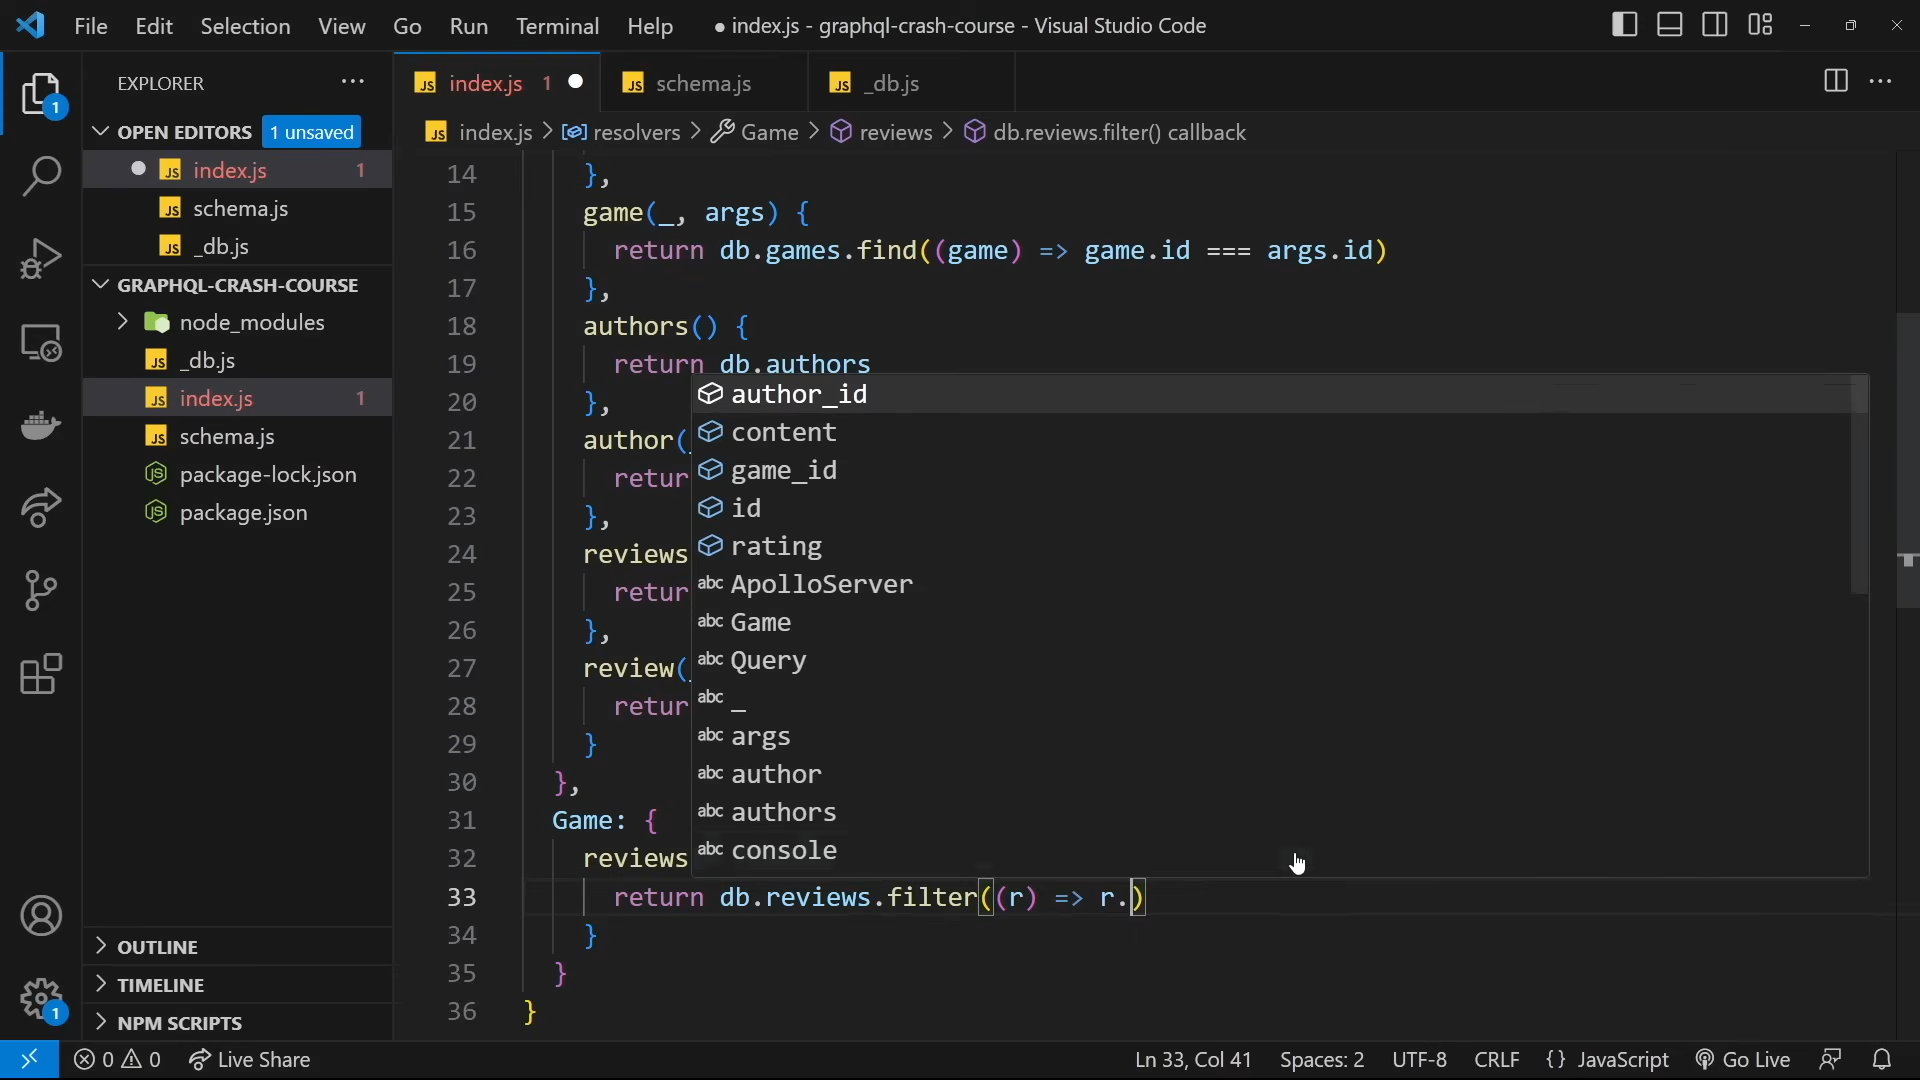 File Edit Selection View Go Run Terminal Help ● index.js - graphql-crash-course - Visual Studio Code
EXPLORER
index.js 1
schema.js
_db.js
OPEN EDITORS 1 unsaved
index.js > resolvers > Game > reviews > db.reviews.filter() callback
index.js 1
schema.js
_db.js
GRAPHQL-CRASH-COURSE
node_modules
_db.js
index.js 1
schema.js
package-lock.json
package.json
OUTLINE
TIMELINE
NPM SCRIPTS
1
1
14 },
15 game(_, args) {
16 return db.games.find((game) => game.id === args.id)
17 },
18 authors() {
19 return db.authors
20 },
21 author(
22 retur
23 },
24 reviews
25 retur
26 },
27 review(
28 retur
29 }
30 },
31 Game: {
32 reviews
33 return db.reviews.filter((r) => r.)
34 }
35 }
36 }
author_id
content
game_id
id
rating
abc ApolloServer
abc Game
abc Query
abc _
abc args
abc author
abc authors
abc console
0 0 Live Share Ln 33, Col 41 Spaces: 2 UTF-8 CRLF {} JavaScript Go Live